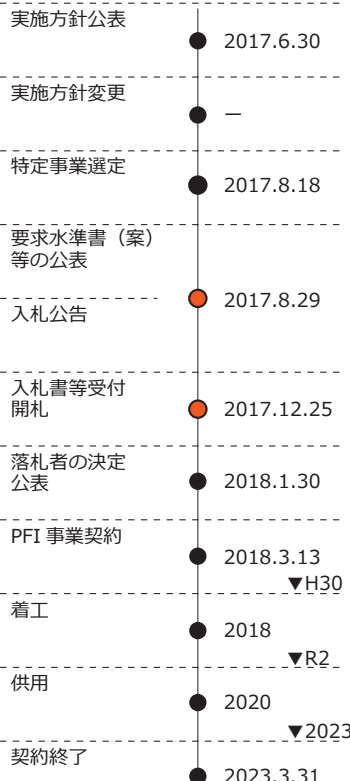 実施方針公表
2017.6.30
実施方針変更
ー
特定事業選定
2017.8.18
要求水準書（案）
等の公表
2017.8.29
入札公告
入札書等受付
開札
2017.12.25
落札者の決定
公表
2018.1.30
PFI 事業契約
2018.3.13
▼H30
着工
2018
▼R2
供用
2020
▼2023
契約終了
2023.3.31